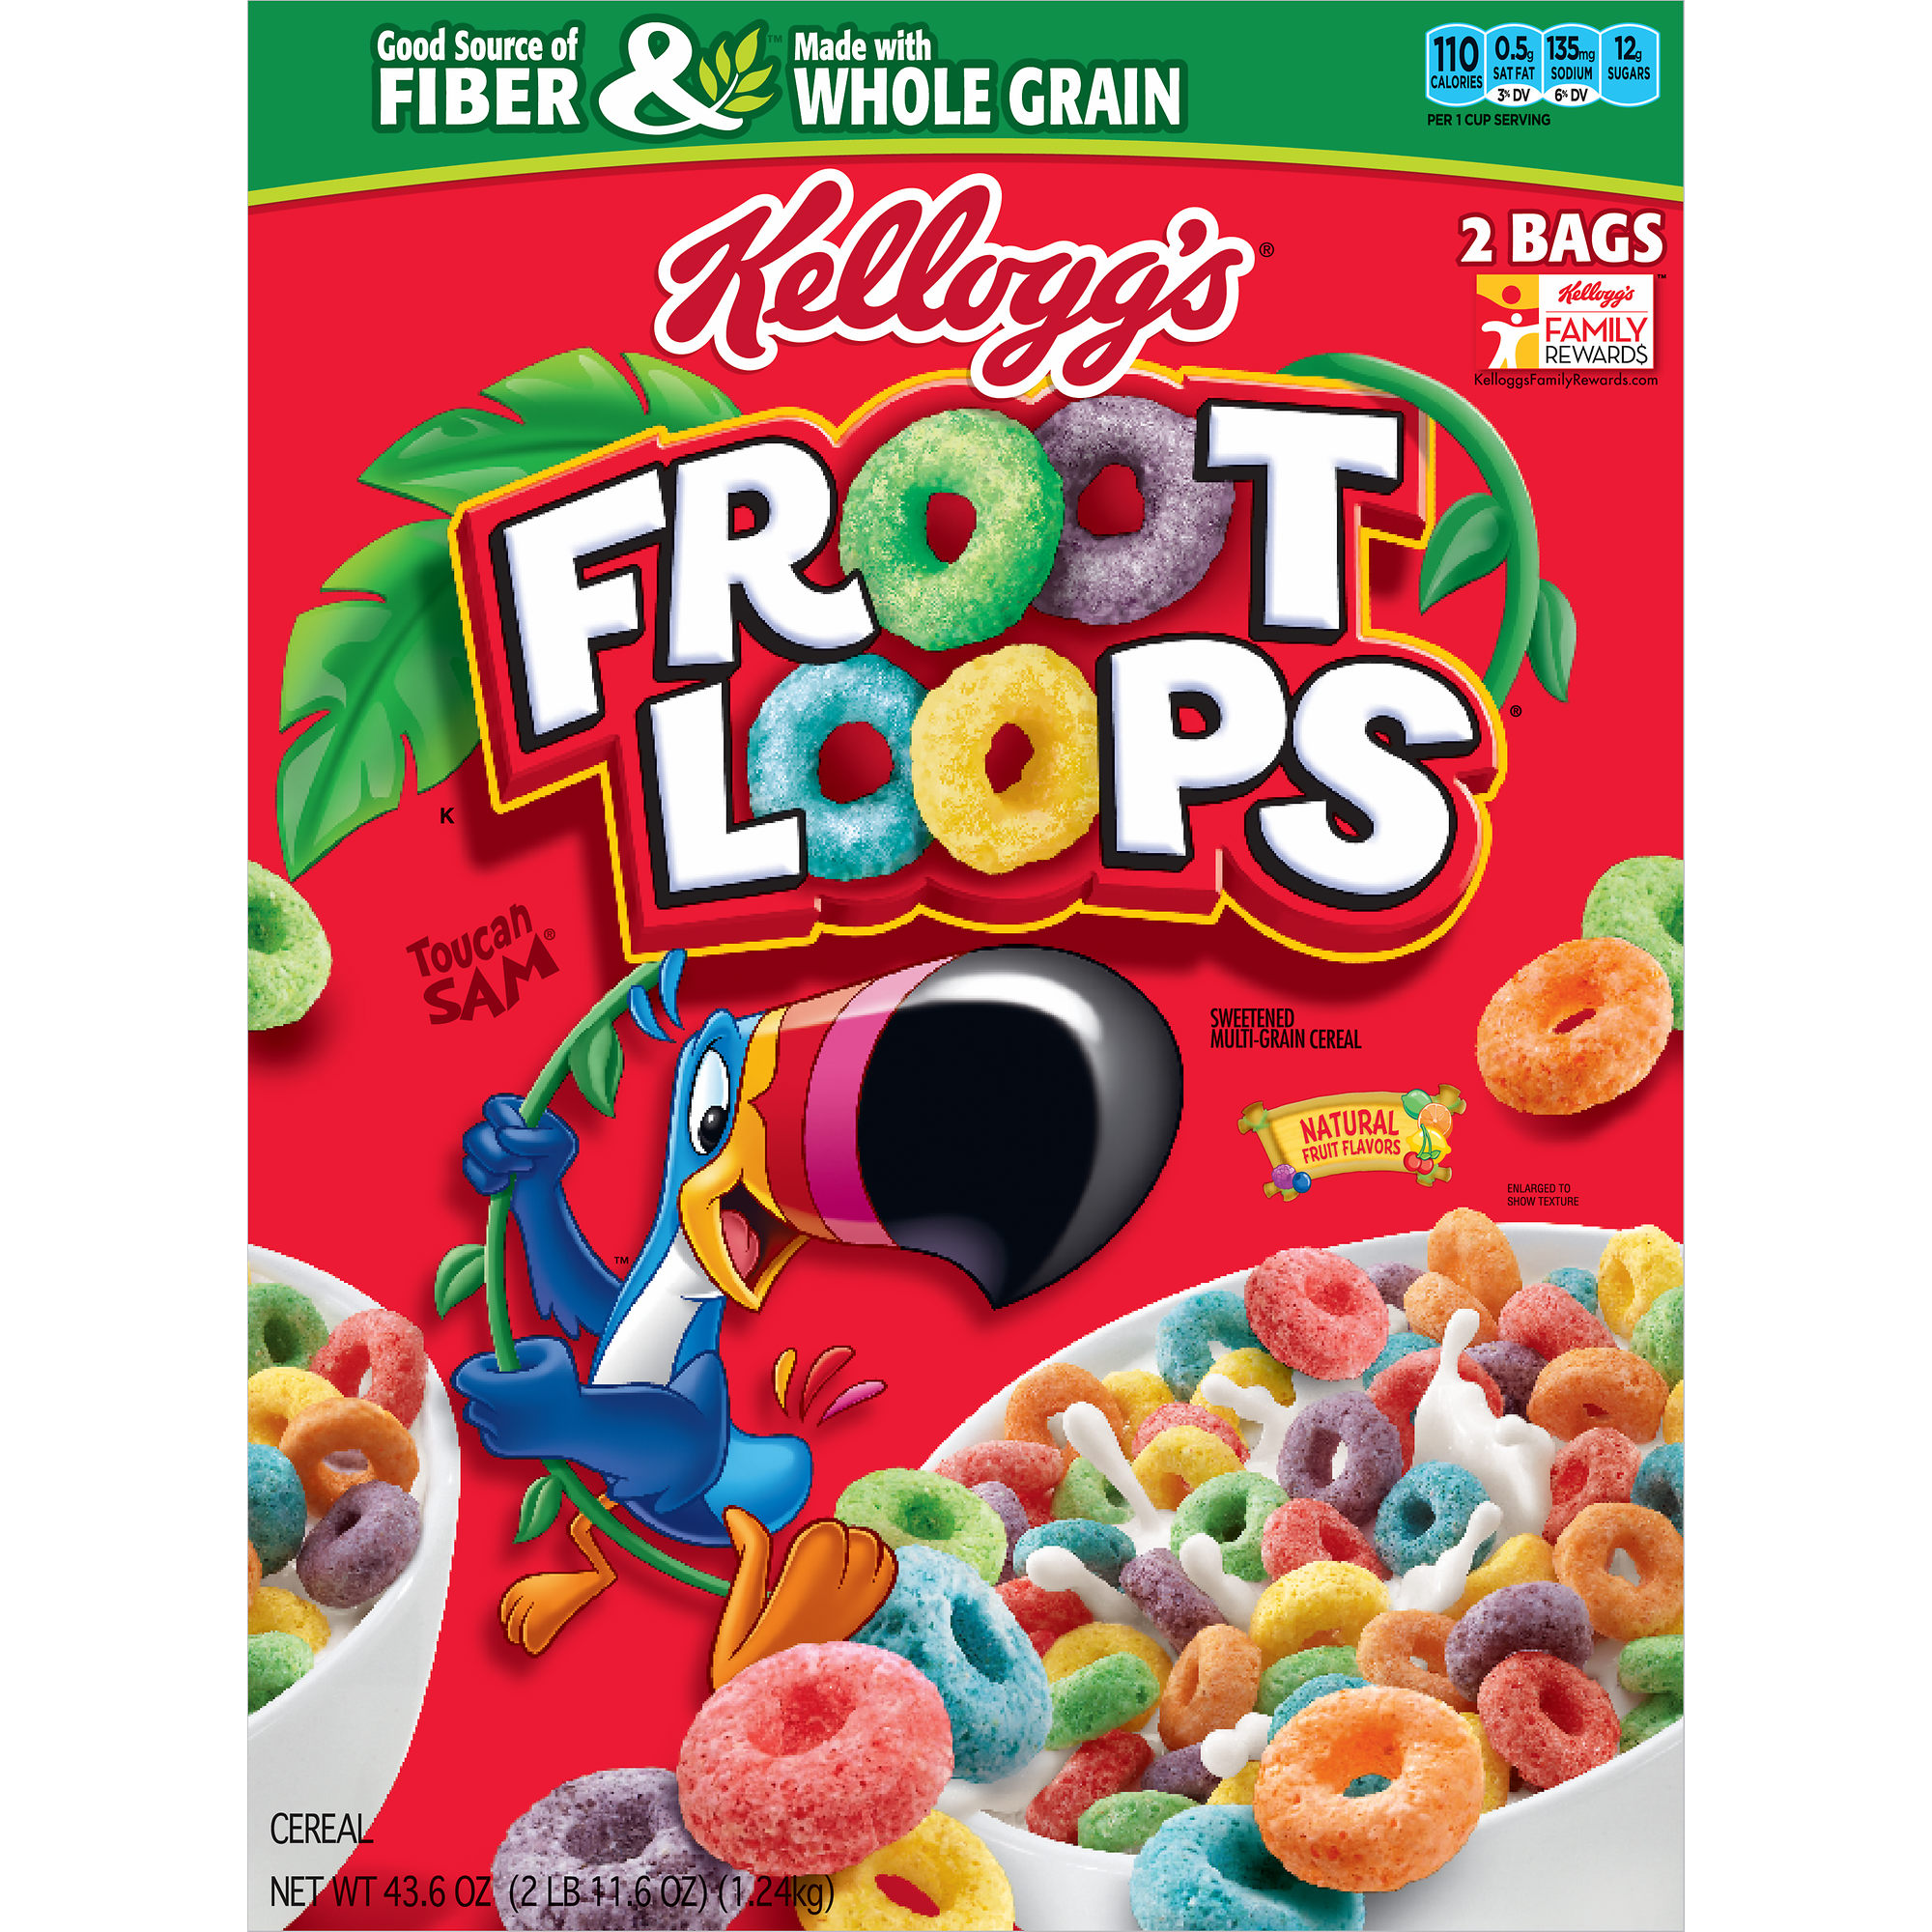 Good Source of
FIBER
&
Made with
WHOLE GRAIN
110 CALORIES
0.5g SAT FAT 3% DV
135mg SODIUM 6% DV
12g SUGARS
PER 1 CUP SERVING
Kellogg's®
2 BAGS
Kellogg's
FAMILY
REWARD$
KelloggsFamilyRewards.com
FROOT
LOOPS®
K
Toucan
SAM®
SWEETENED
MULTI-GRAIN CEREAL
NATURAL
FRUIT FLAVORS
ENLARGED TO
SHOW TEXTURE
™
CEREAL
NET WT 43.6 OZ (2 LB 11.6 OZ) (1.24kg)